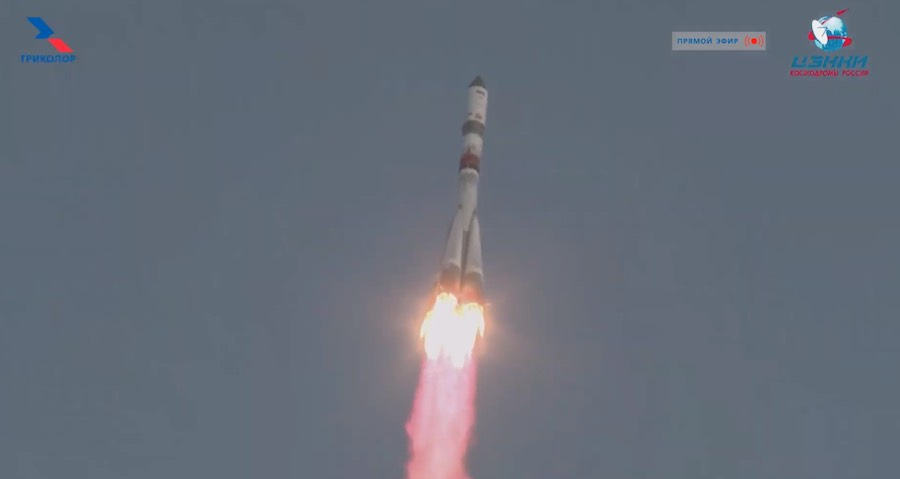 ТРИКОЛОР
ПРЯМОЙ ЭФИР
ЦЭНКИ
КОСМОДРОМЫ РОССИИ